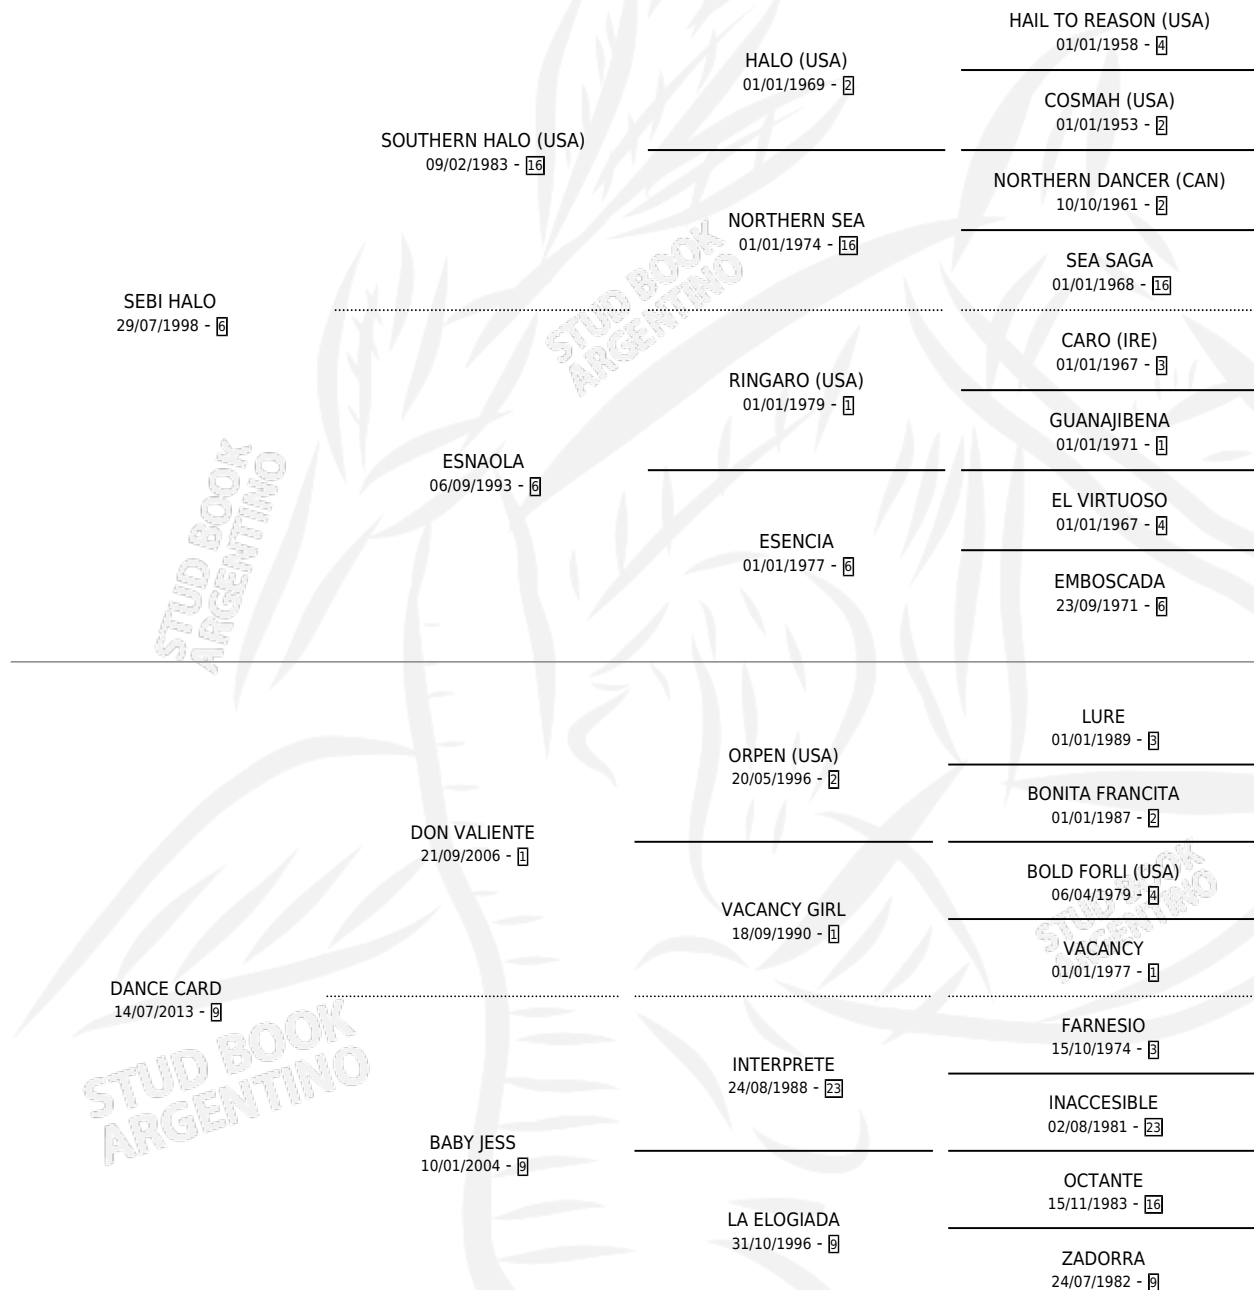 HAIL TO REASON (USA)
01/01/1958 - 4
HALO (USA)
01/01/1969 - 2
COSMAH (USA)
01/01/1953 - 2
SOUTHERN HALO (USA)
09/02/1983 - 16
NORTHERN DANCER (CAN)
10/10/1961 - 2
NORTHERN SEA
01/01/1974 - 16
SEA SAGA
01/01/1968 - 16
SEBI HALO
29/07/1998 - 6
STUD BOOK
ARGENTINO
CARO (IRE)
01/01/1967 - 3
RINGARO (USA)
01/01/1979 - 1
GUANAJIBENA
01/01/1971 - 1
ESNAOLA
06/09/1993 - 6
EL VIRTUOSO
01/01/1967 - 4
ESENCIA
01/01/1977 - 6
EMBOSCADA
23/09/1971 - 6
STUD BOOK
ARGENTINO
LURE
01/01/1989 - 3
ORPEN (USA)
20/05/1996 - 2
BONITA FRANCITA
01/01/1987 - 2
DON VALIENTE
21/09/2006 - 1
BOLD FORLI (USA)
06/04/1979 - 4
VACANCY GIRL
18/09/1990 - 1
STUD BOOK
ARGENTINO
VACANCY
01/01/1977 - 1
DANCE CARD
14/07/2013 - 9
STUD BOOK
ARGENTINO
FARNESIO
15/10/1974 - 3
INTERPRETE
24/08/1988 - 23
INACCESIBLE
02/08/1981 - 23
BABY JESS
10/01/2004 - 9
OCTANTE
15/11/1983 - 16
LA ELOGIADA
31/10/1996 - 9
ZADORRA
24/07/1982 - 9